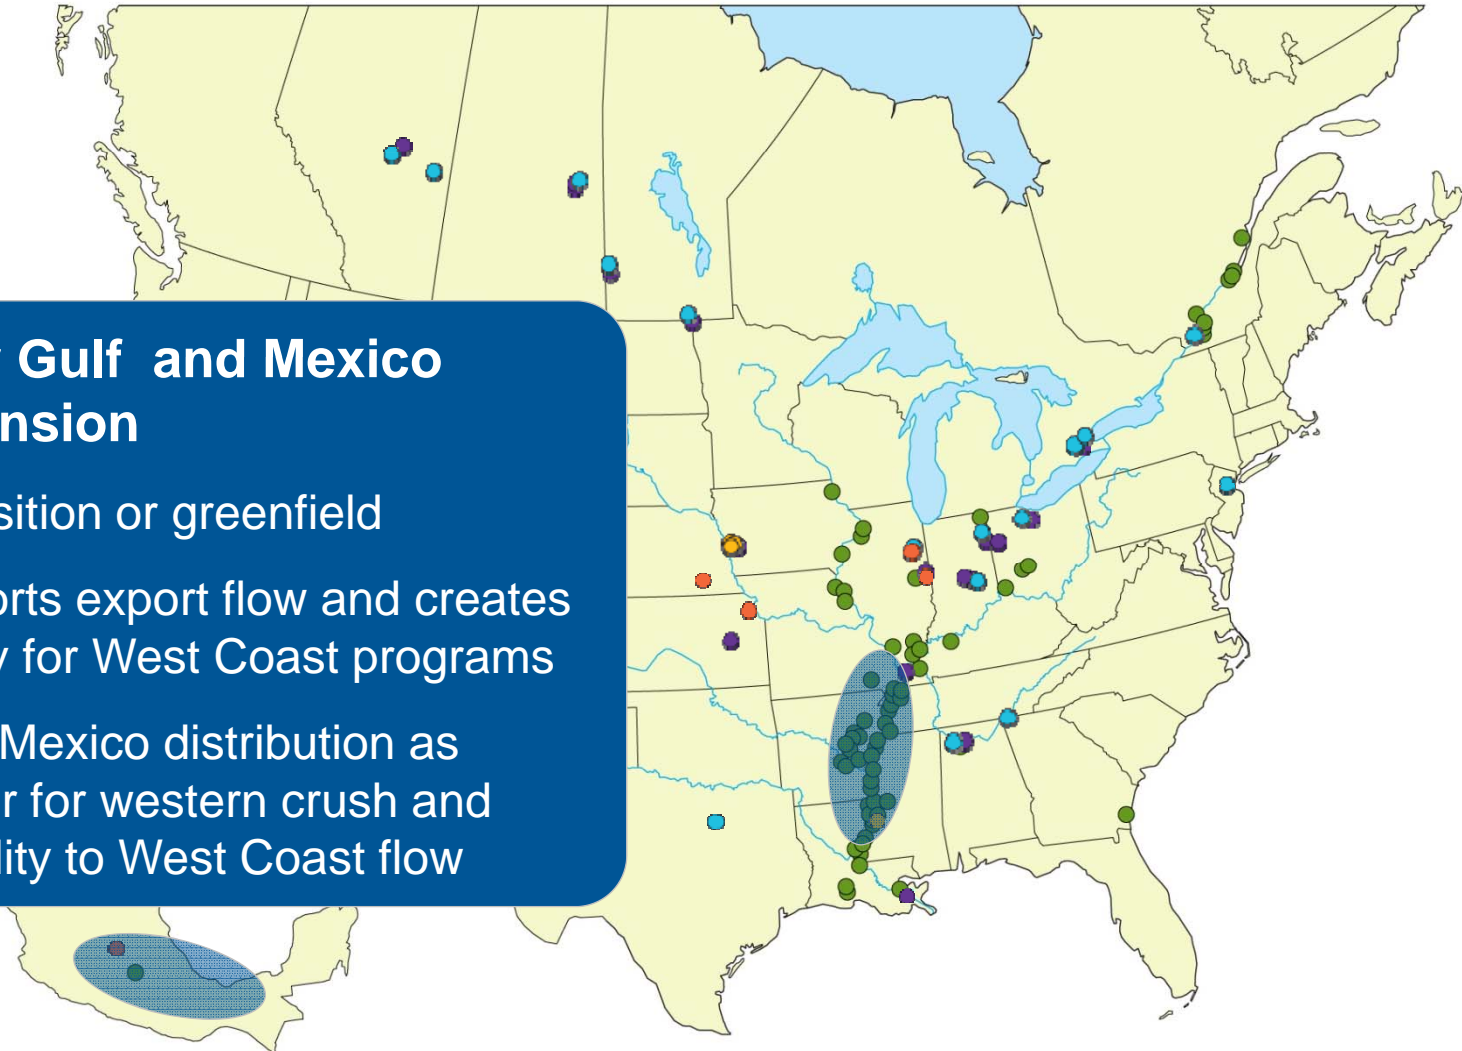 Gulf and Mexico
nsion
sition or greenfield
orts export flow and creates
y for West Coast programs
Mexico distribution as
r for western crush and
lity to West Coast flow